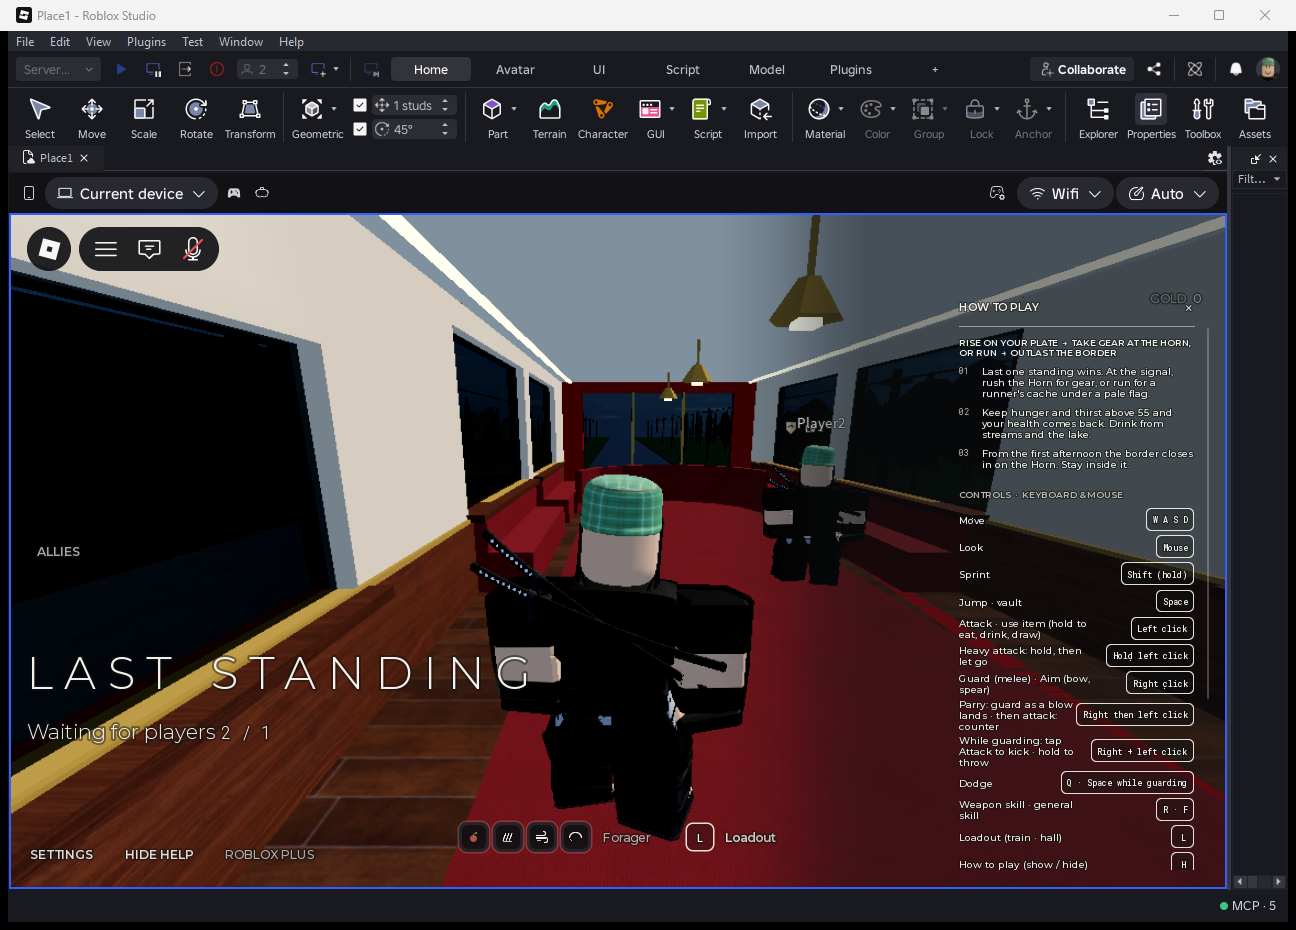 Place1 - Roblox Studio
File Edit View Plugins Test Window Help
Server... 2 Home Avatar UI Script Model Plugins + Collaborate
1 studs
45°
Select Move Scale Rotate Transform Geometric Part Terrain Character GUI Script Import Material Color Group Lock Anchor Explorer Properties Toolbox Assets
Place1
Filt...
Current device Wifi Auto
GOLD 0
HOW TO PLAY ×
RISE ON YOUR PLATE → TAKE GEAR AT THE HORN,
OR RUN → OUTLAST THE BORDER
01 Last one standing wins. At the signal,
rush the Horn for gear, or run for a
runner's cache under a pale flag.
02 Keep hunger and thirst above 55 and
your health comes back. Drink from
streams and the lake.
03 From the first afternoon the border closes
in on the Horn. Stay inside it.
CONTROLS · KEYBOARD & MOUSE
Move W A S D
Look Mouse
Sprint Shift (hold)
Jump · vault Space
Attack · use item (hold to
eat, drink, draw) Left click
Heavy attack: hold, then
let go Hold left click
Guard (melee) · Aim (bow,
spear) Right click
Parry: guard as a blow
lands · then attack:
counter Right then left click
While guarding: tap
Attack to kick · hold to
throw Right + left click
Dodge Q · Space while guarding
Weapon skill · general
skill R · F
Loadout (train · hall) L
How to play (show / hide) H
Player2
ALLIES
LAST STANDING
Waiting for players 2 / 1
Forager L Loadout
SETTINGS HIDE HELP ROBLOX PLUS
MCP · 5